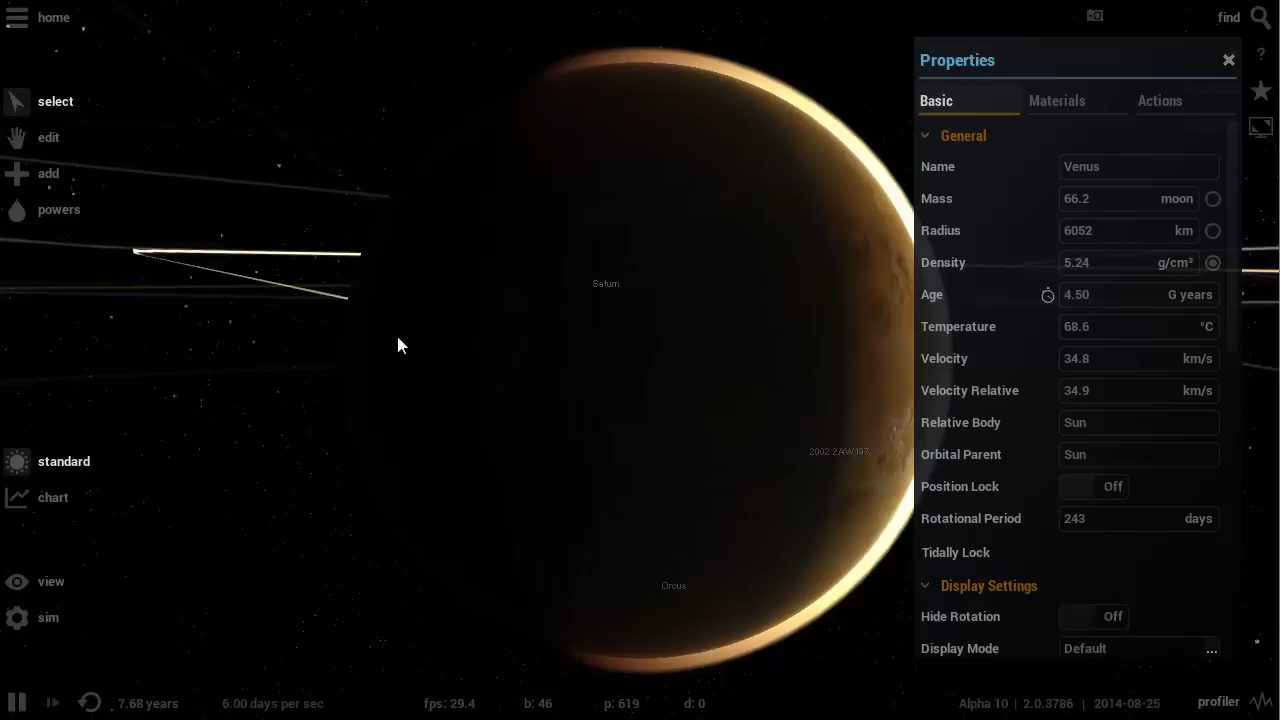 home
find
Properties
select
Basic Materials Actions
edit
General
Name Venus
add
Mass 66.2 moon
powers
Radius 6052 km
Density 5.24 g/cm³
Saturn
Age 4.50 G years
Temperature 68.6 °C
Velocity 34.8 km/s
Velocity Relative 34.9 km/s
Relative Body Sun
2002 2AW197
Orbital Parent Sun
standard
Position Lock Off
chart
Rotational Period 243 days
Tidally Lock
view
Orcus
Display Settings
sim
Hide Rotation Off
Display Mode Default ...
7.68 years 6.00 days per sec fps: 29.4 b: 46 p: 619 d: 0 Alpha 10 | 2.0.3786 | 2014-08-25 profiler